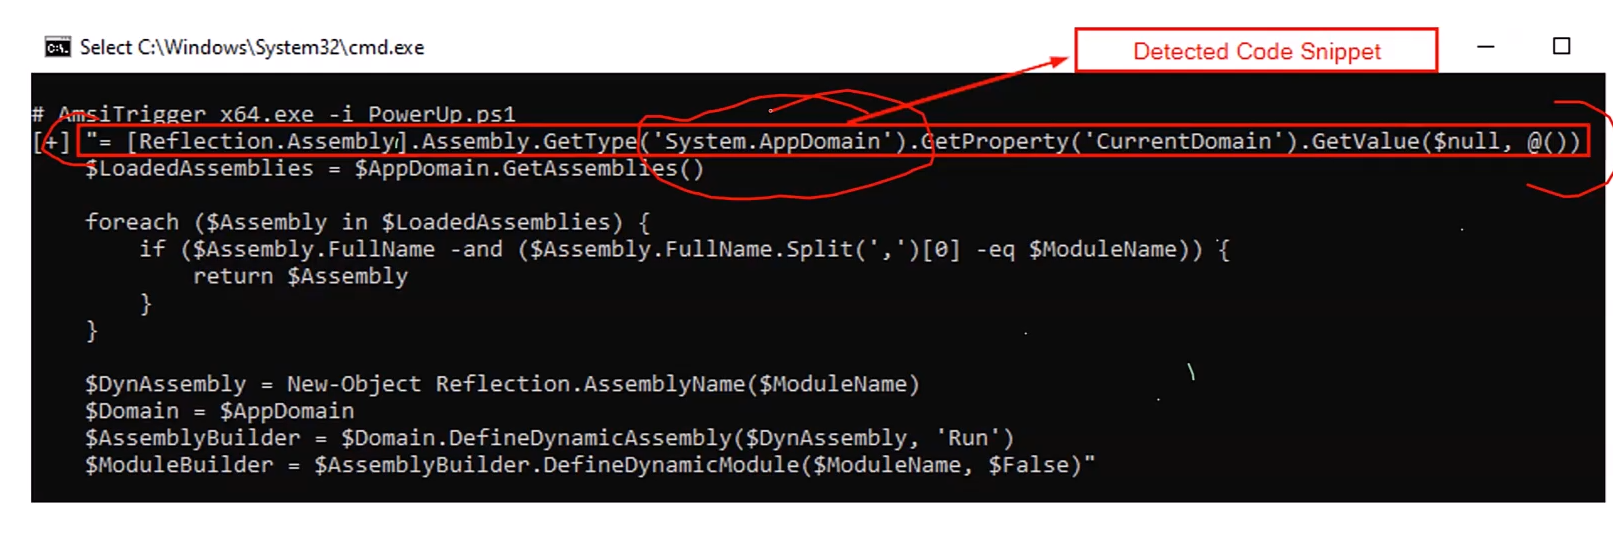 Select C:\Windows\System32\cmd.exe
Detected Code Snippet
# AmsiTrigger_x64.exe -i PowerUp.ps1
[+] "= [Reflection.Assembly].Assembly.GetType('System.AppDomain').GetProperty('CurrentDomain').GetValue($null, @())
$LoadedAssemblies = $AppDomain.GetAssemblies()
foreach ($Assembly in $LoadedAssemblies) {
if ($Assembly.FullName -and ($Assembly.FullName.Split(',')[0] -eq $ModuleName)) {
return $Assembly
}
}
$DynAssembly = New-Object Reflection.AssemblyName($ModuleName)
$Domain = $AppDomain
$AssemblyBuilder = $Domain.DefineDynamicAssembly($DynAssembly, 'Run')
$ModuleBuilder = $AssemblyBuilder.DefineDynamicModule($ModuleName, $False)"